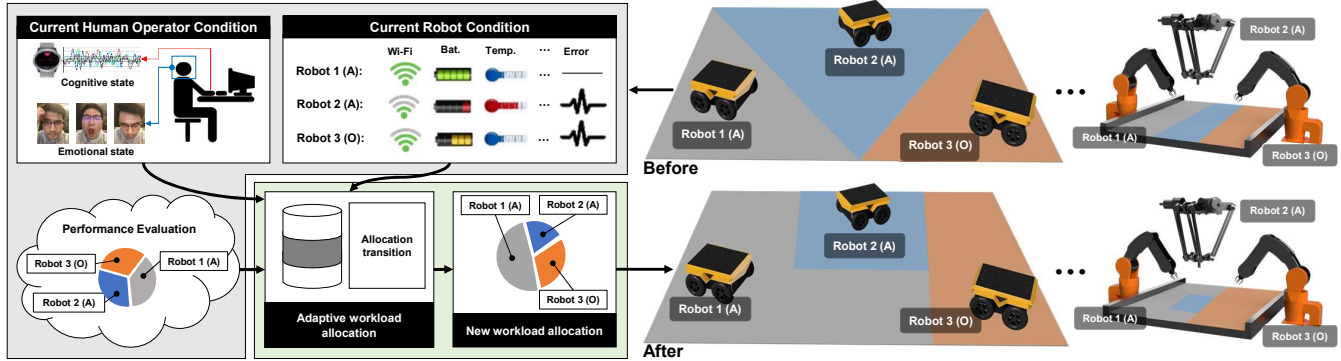 Current Human Operator Condition
Cognitive state
Emotional state
Current Robot Condition
Wi-Fi Bat. Temp. ... Error
Robot 1 (A): ...
Robot 2 (A): ...
Robot 3 (O): ...
Performance Evaluation
Robot 3 (O)
Robot 1 (A)
Robot 2 (A)
Allocation
transition
Adaptive workload
allocation
Robot 1 (A)
Robot 2 (A)
Robot 3 (O)
New workload allocation
Robot 2 (A)
Robot 1 (A)
Robot 3 (O)
Before
...
Robot 2 (A)
Robot 1 (A)
Robot 3 (O)
Robot 2 (A)
Robot 1 (A)
Robot 3 (O)
After
...
Robot 2 (A)
Robot 1 (A)
Robot 3 (O)